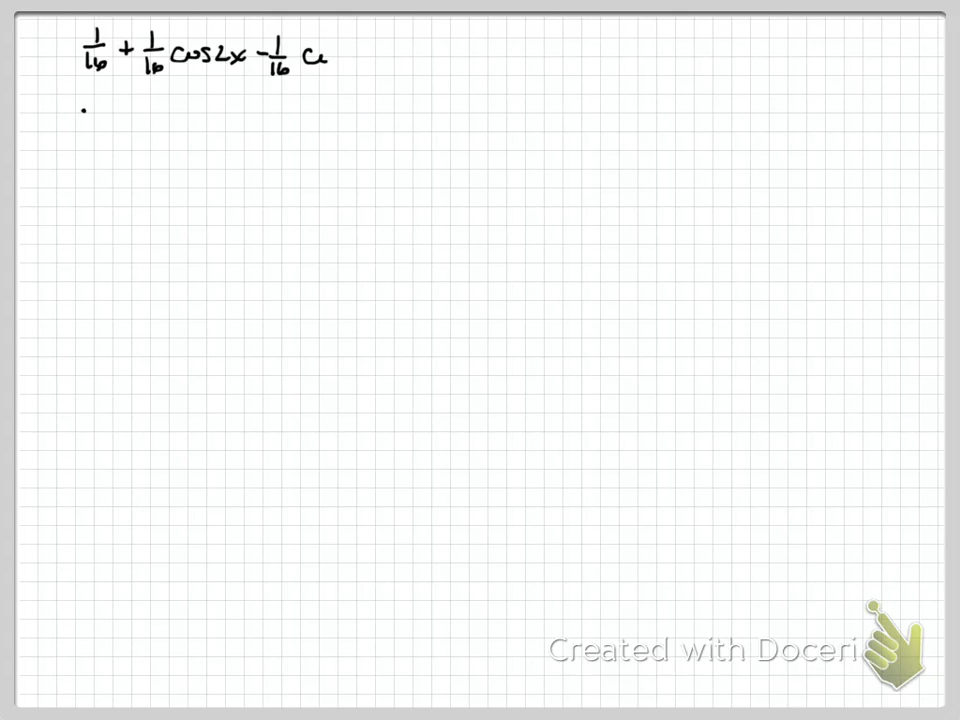 1/16 + 1/16 cos2x - 1/16 c
Created with Doceri